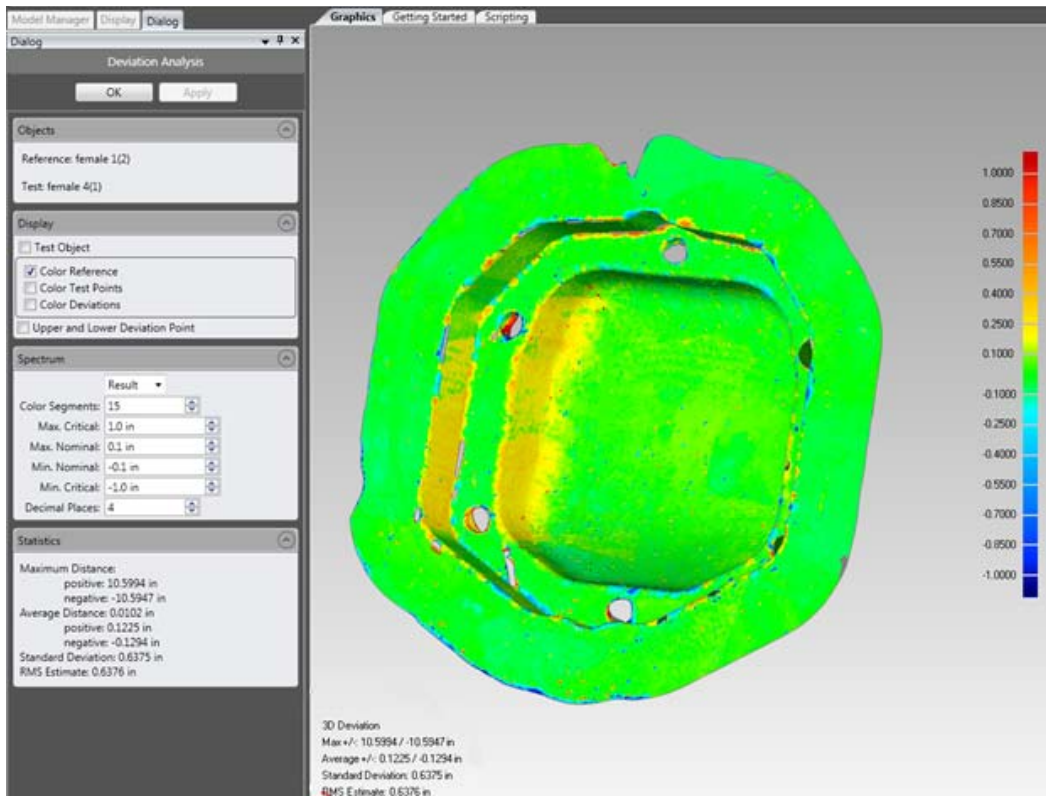 Model Manager Display Dialog
Graphics Getting Started Scripting
Dialog
Deviation Analysis
OK Apply
Objects
Reference: female 1(2)
Test: female 4(1)
Display
Test Object
Color Reference
Color Test Points
Color Deviations
Upper and Lower Deviation Point
Spectrum
Result
Color Segments: 15
Max. Critical: 1.0 in
Max. Nominal: 0.1 in
Min. Nominal: -0.1 in
Min. Critical: -1.0 in
Decimal Places: 4
Statistics
Maximum Distance:
positive: 10.5994 in
negative: -10.5947 in
Average Distance: 0.0102 in
positive: 0.1225 in
negative: -0.1294 in
Standard Deviation: 0.6375 in
RMS Estimate: 0.6376 in
1.0000
0.8500
0.7000
0.5500
0.4000
0.2500
0.1000
-0.1000
-0.2500
-0.4000
-0.5500
-0.7000
-0.8500
-1.0000
3D Deviation
Max +/-: 10.5994 / -10.5947 in
Average +/-: 0.1225 / -0.1294 in
Standard Deviation: 0.6375 in
RMS Estimate: 0.6376 in